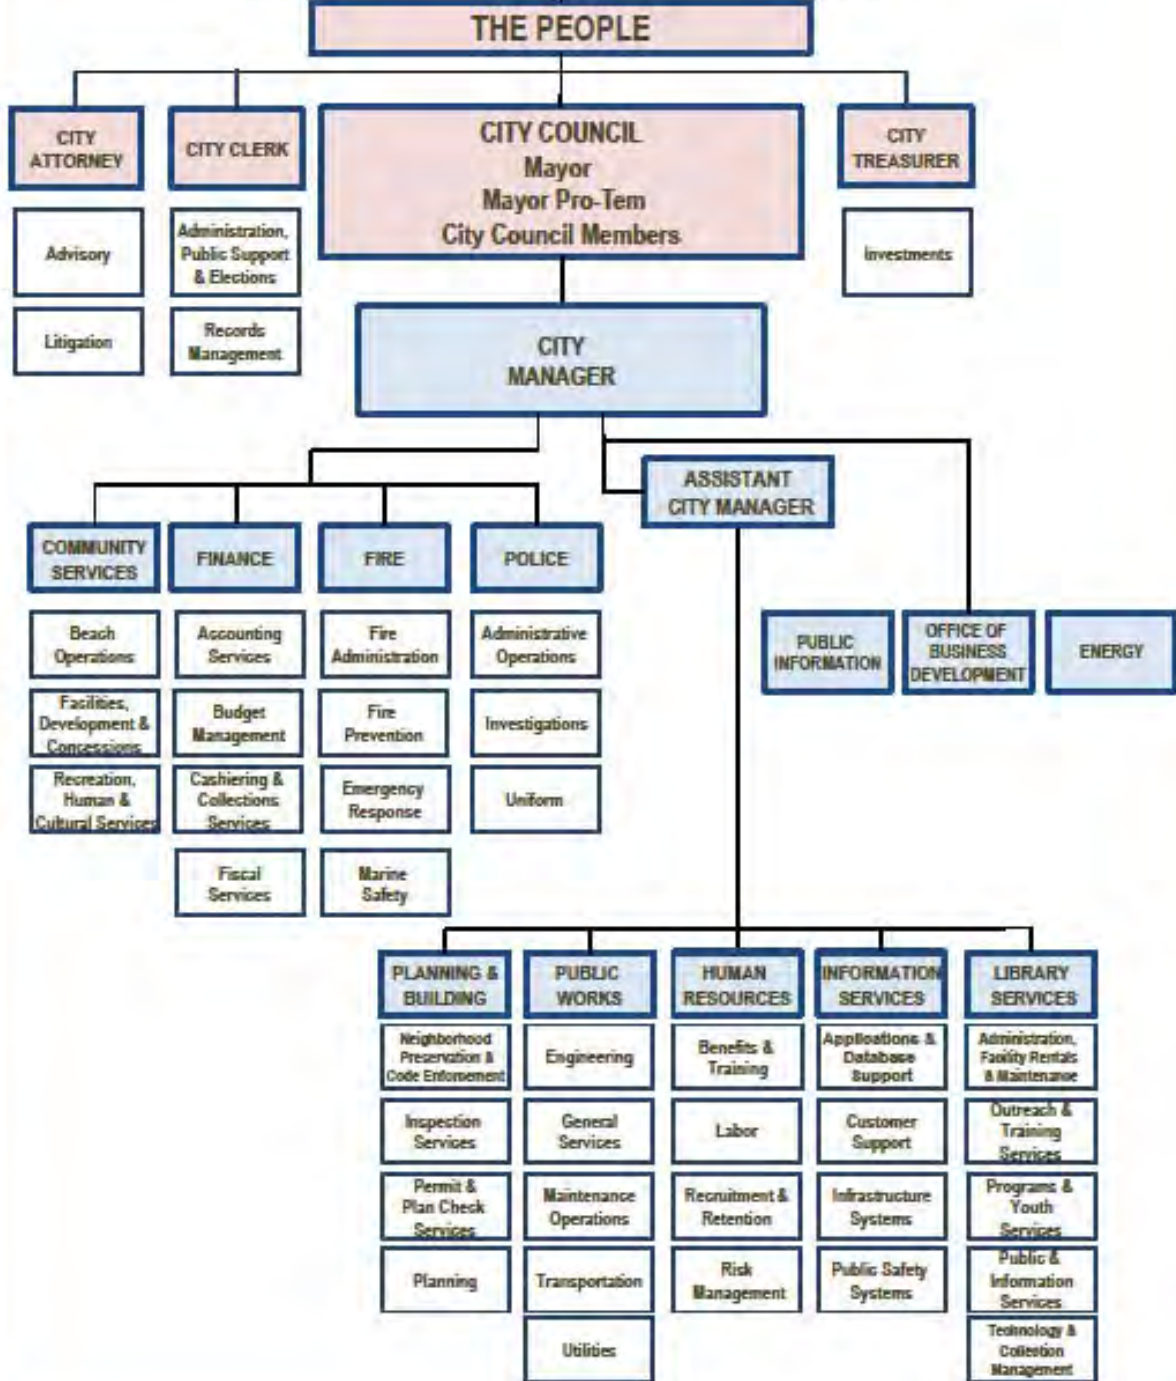 THE PEOPLE
CITY
ATTORNEY
CITY CLERK
CITY COUNCIL
Mayor
Mayor Pro-Tem
City Council Members
CITY
TREASURER
Advisory
Litigation
Administration,
Public Support
& Elections
Records
Management
Investments
CITY
MANAGER
ASSISTANT
CITY MANAGER
COMMUNITY
SERVICES
Beach
Operations
Facilities,
Development &
Concessions
Recreation,
Human &
Cultural Services
FINANCE
Accounting
Services
Budget
Management
Cashiering &
Collections
Services
Fiscal
Services
FIRE
Fire
Administration
Fire
Prevention
Emergency
Response
Marine
Safety
POLICE
Administrative
Operations
Investigations
Uniform
PUBLIC
INFORMATION
OFFICE OF
BUSINESS
DEVELOPMENT
ENERGY
PLANNING &
BUILDING
Neighborhood
Preservation &
Code Enforcement
Inspection
Services
Permit &
Plan Check
Services
Planning
PUBLIC
WORKS
Engineering
General
Services
Maintenance
Operations
Transportation
Utilities
HUMAN
RESOURCES
Benefits &
Training
Labor
Recruitment &
Retention
Risk
Management
INFORMATION
SERVICES
Applications &
Database
Support
Customer
Support
Infrastructure
Systems
Public Safety
Systems
LIBRARY
SERVICES
Administration,
Facility Rentals
& Maintenance
Outreach &
Training
Services
Programs &
Youth
Services
Public &
Information
Services
Technology &
Collection
Management